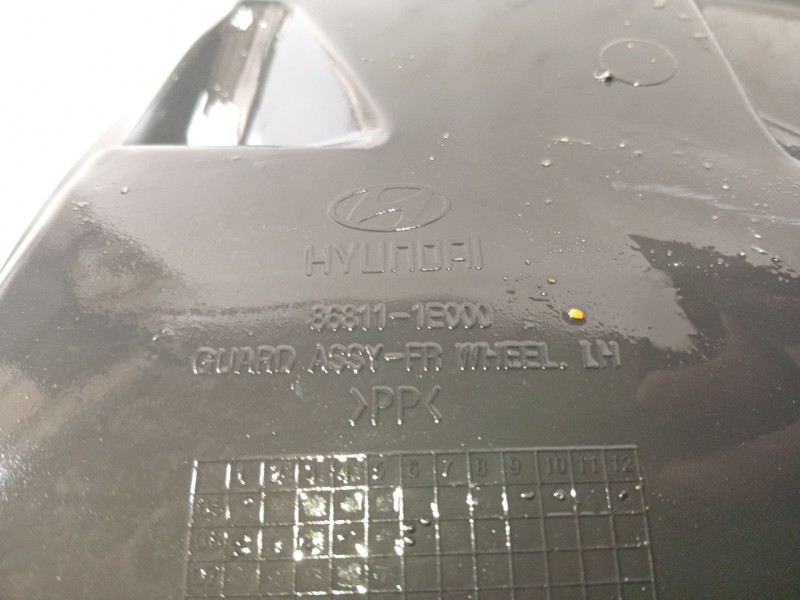 HYUNDAI
86811-1E000
GUARD ASSY-FR WHEEL. LH
>PP<
1 2 3 4 5 6 7 8 9 10 11 12